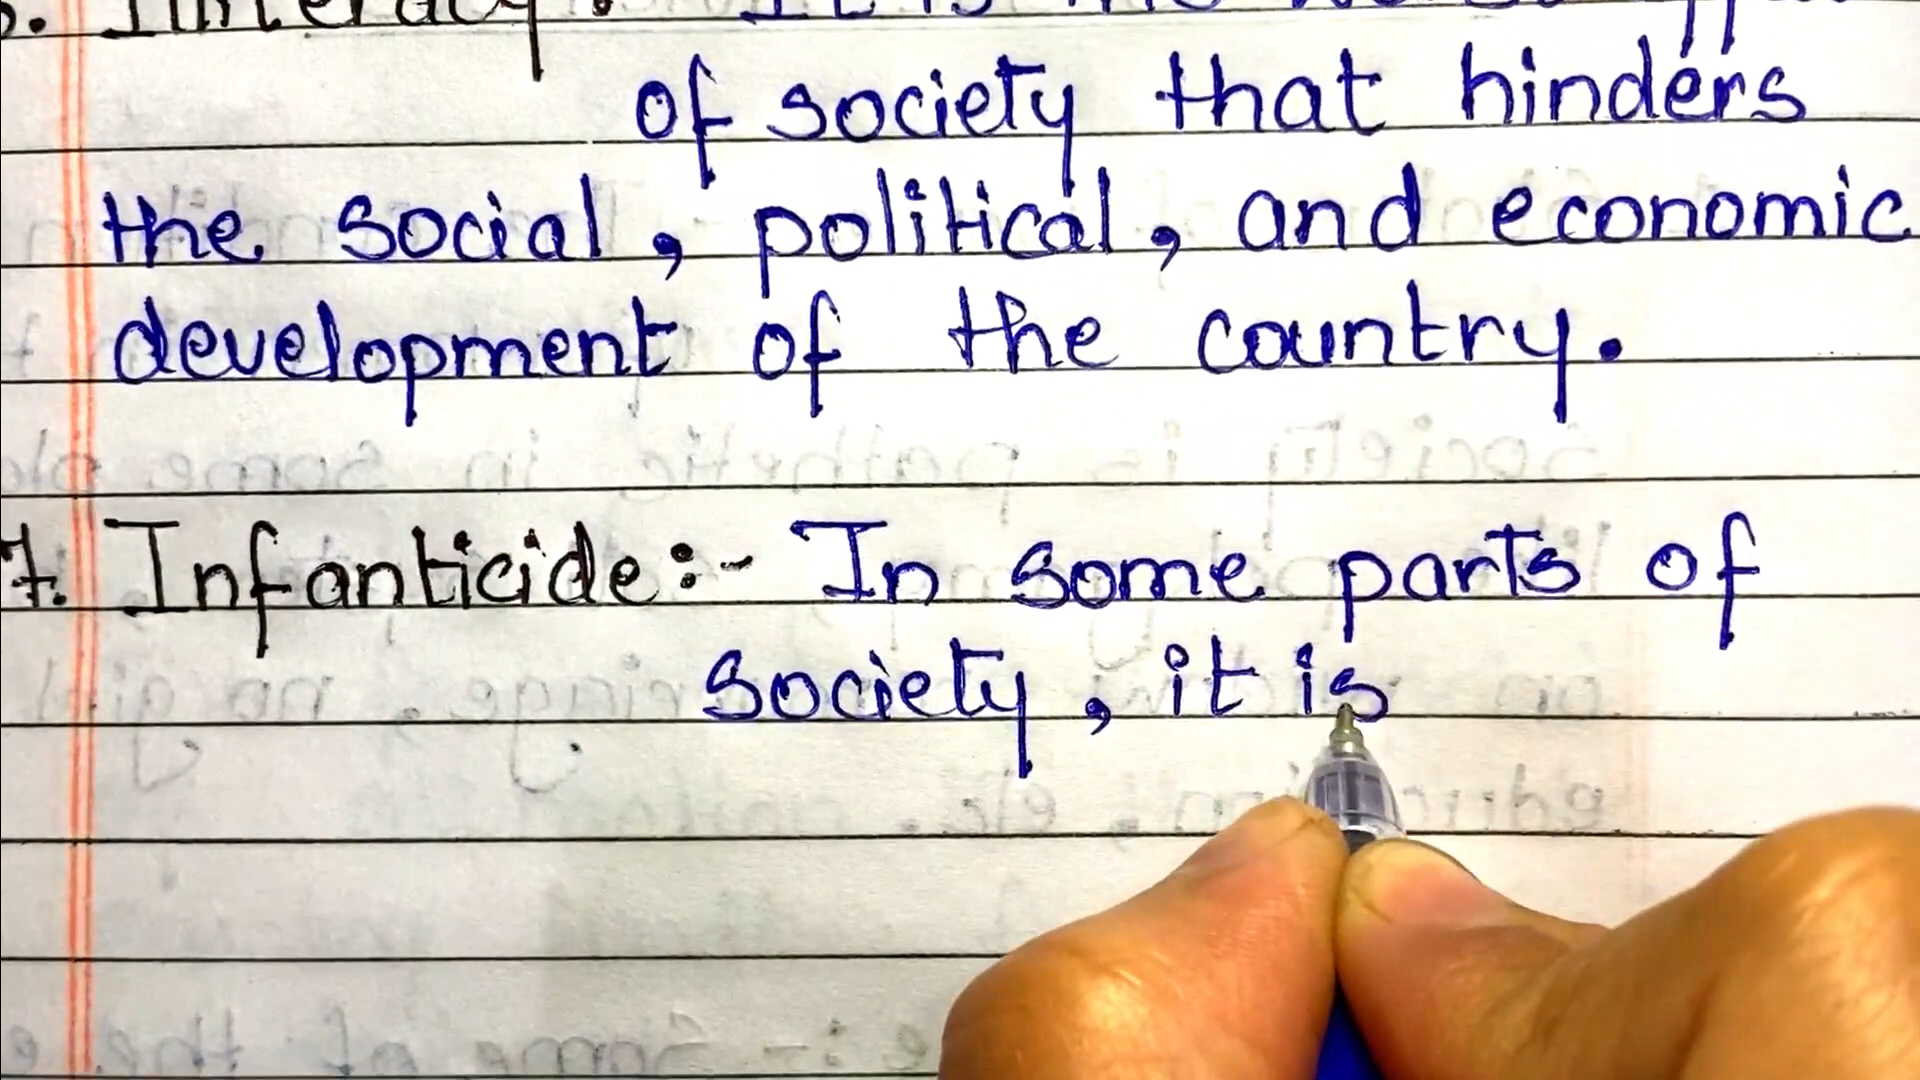 of society that hinders
the social, political, and economic
development of the country.
7. Infanticide:- In some parts of
society, it is